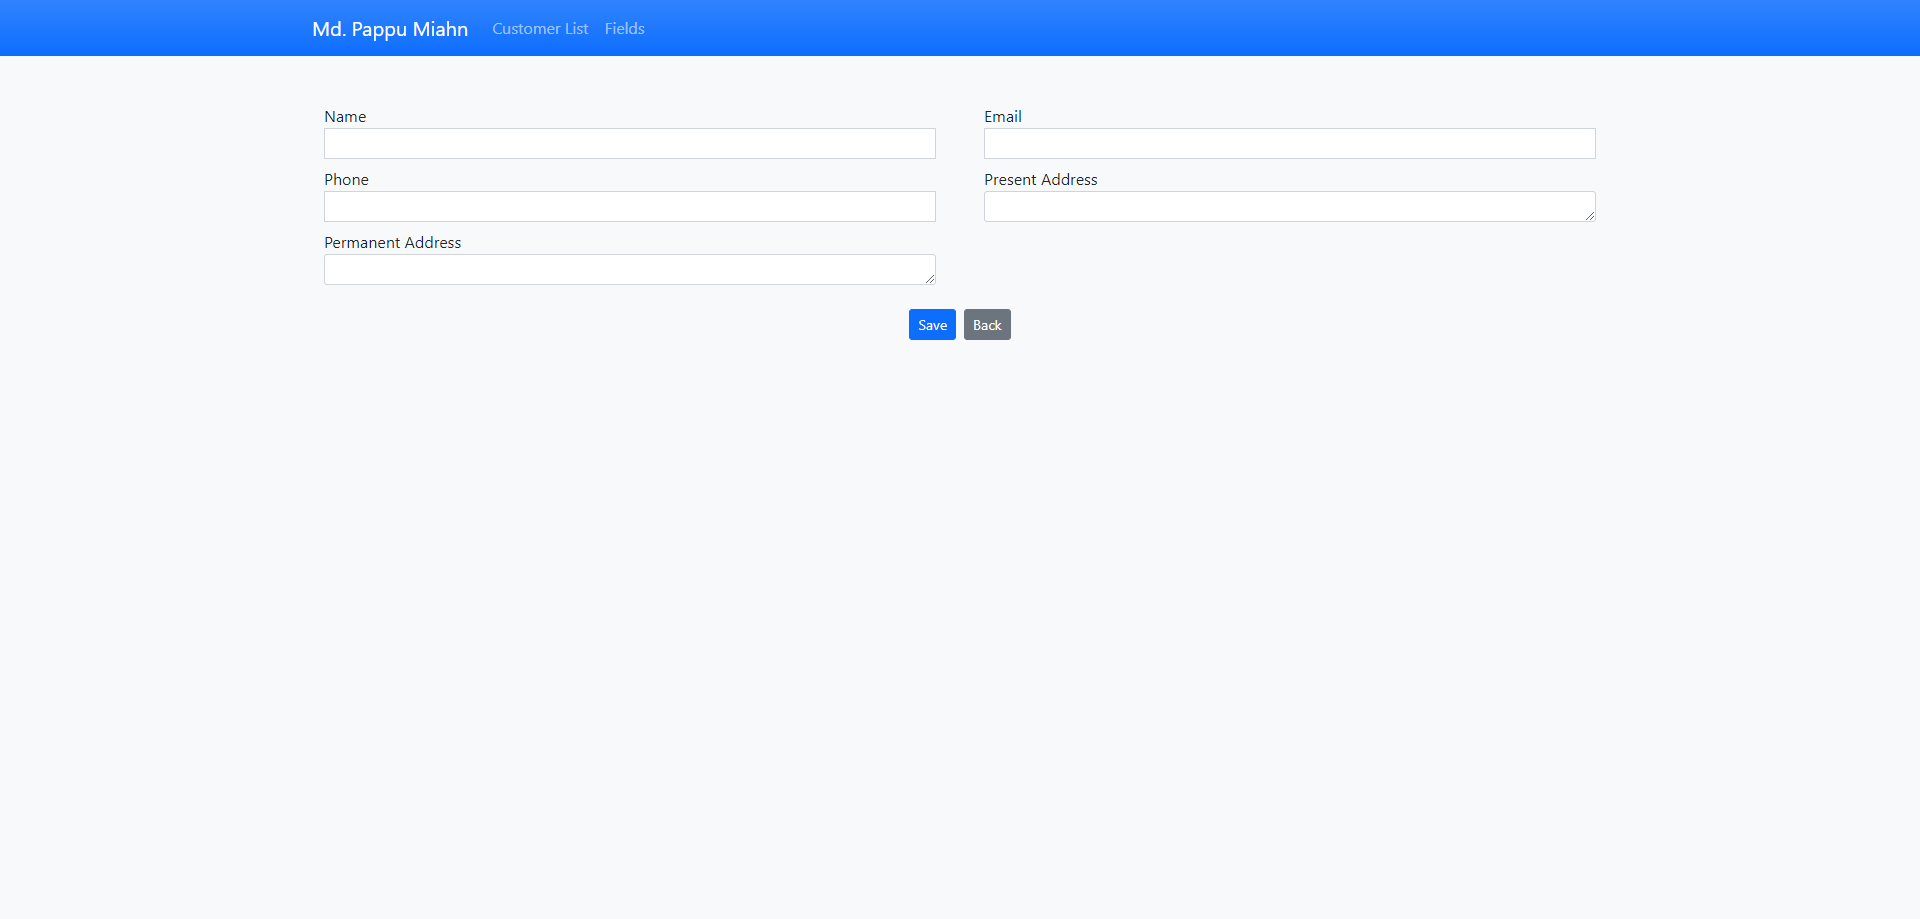 Md. Pappu Miahn Customer List Fields
Name
Email
Phone
Present Address
Permanent Address
Save Back